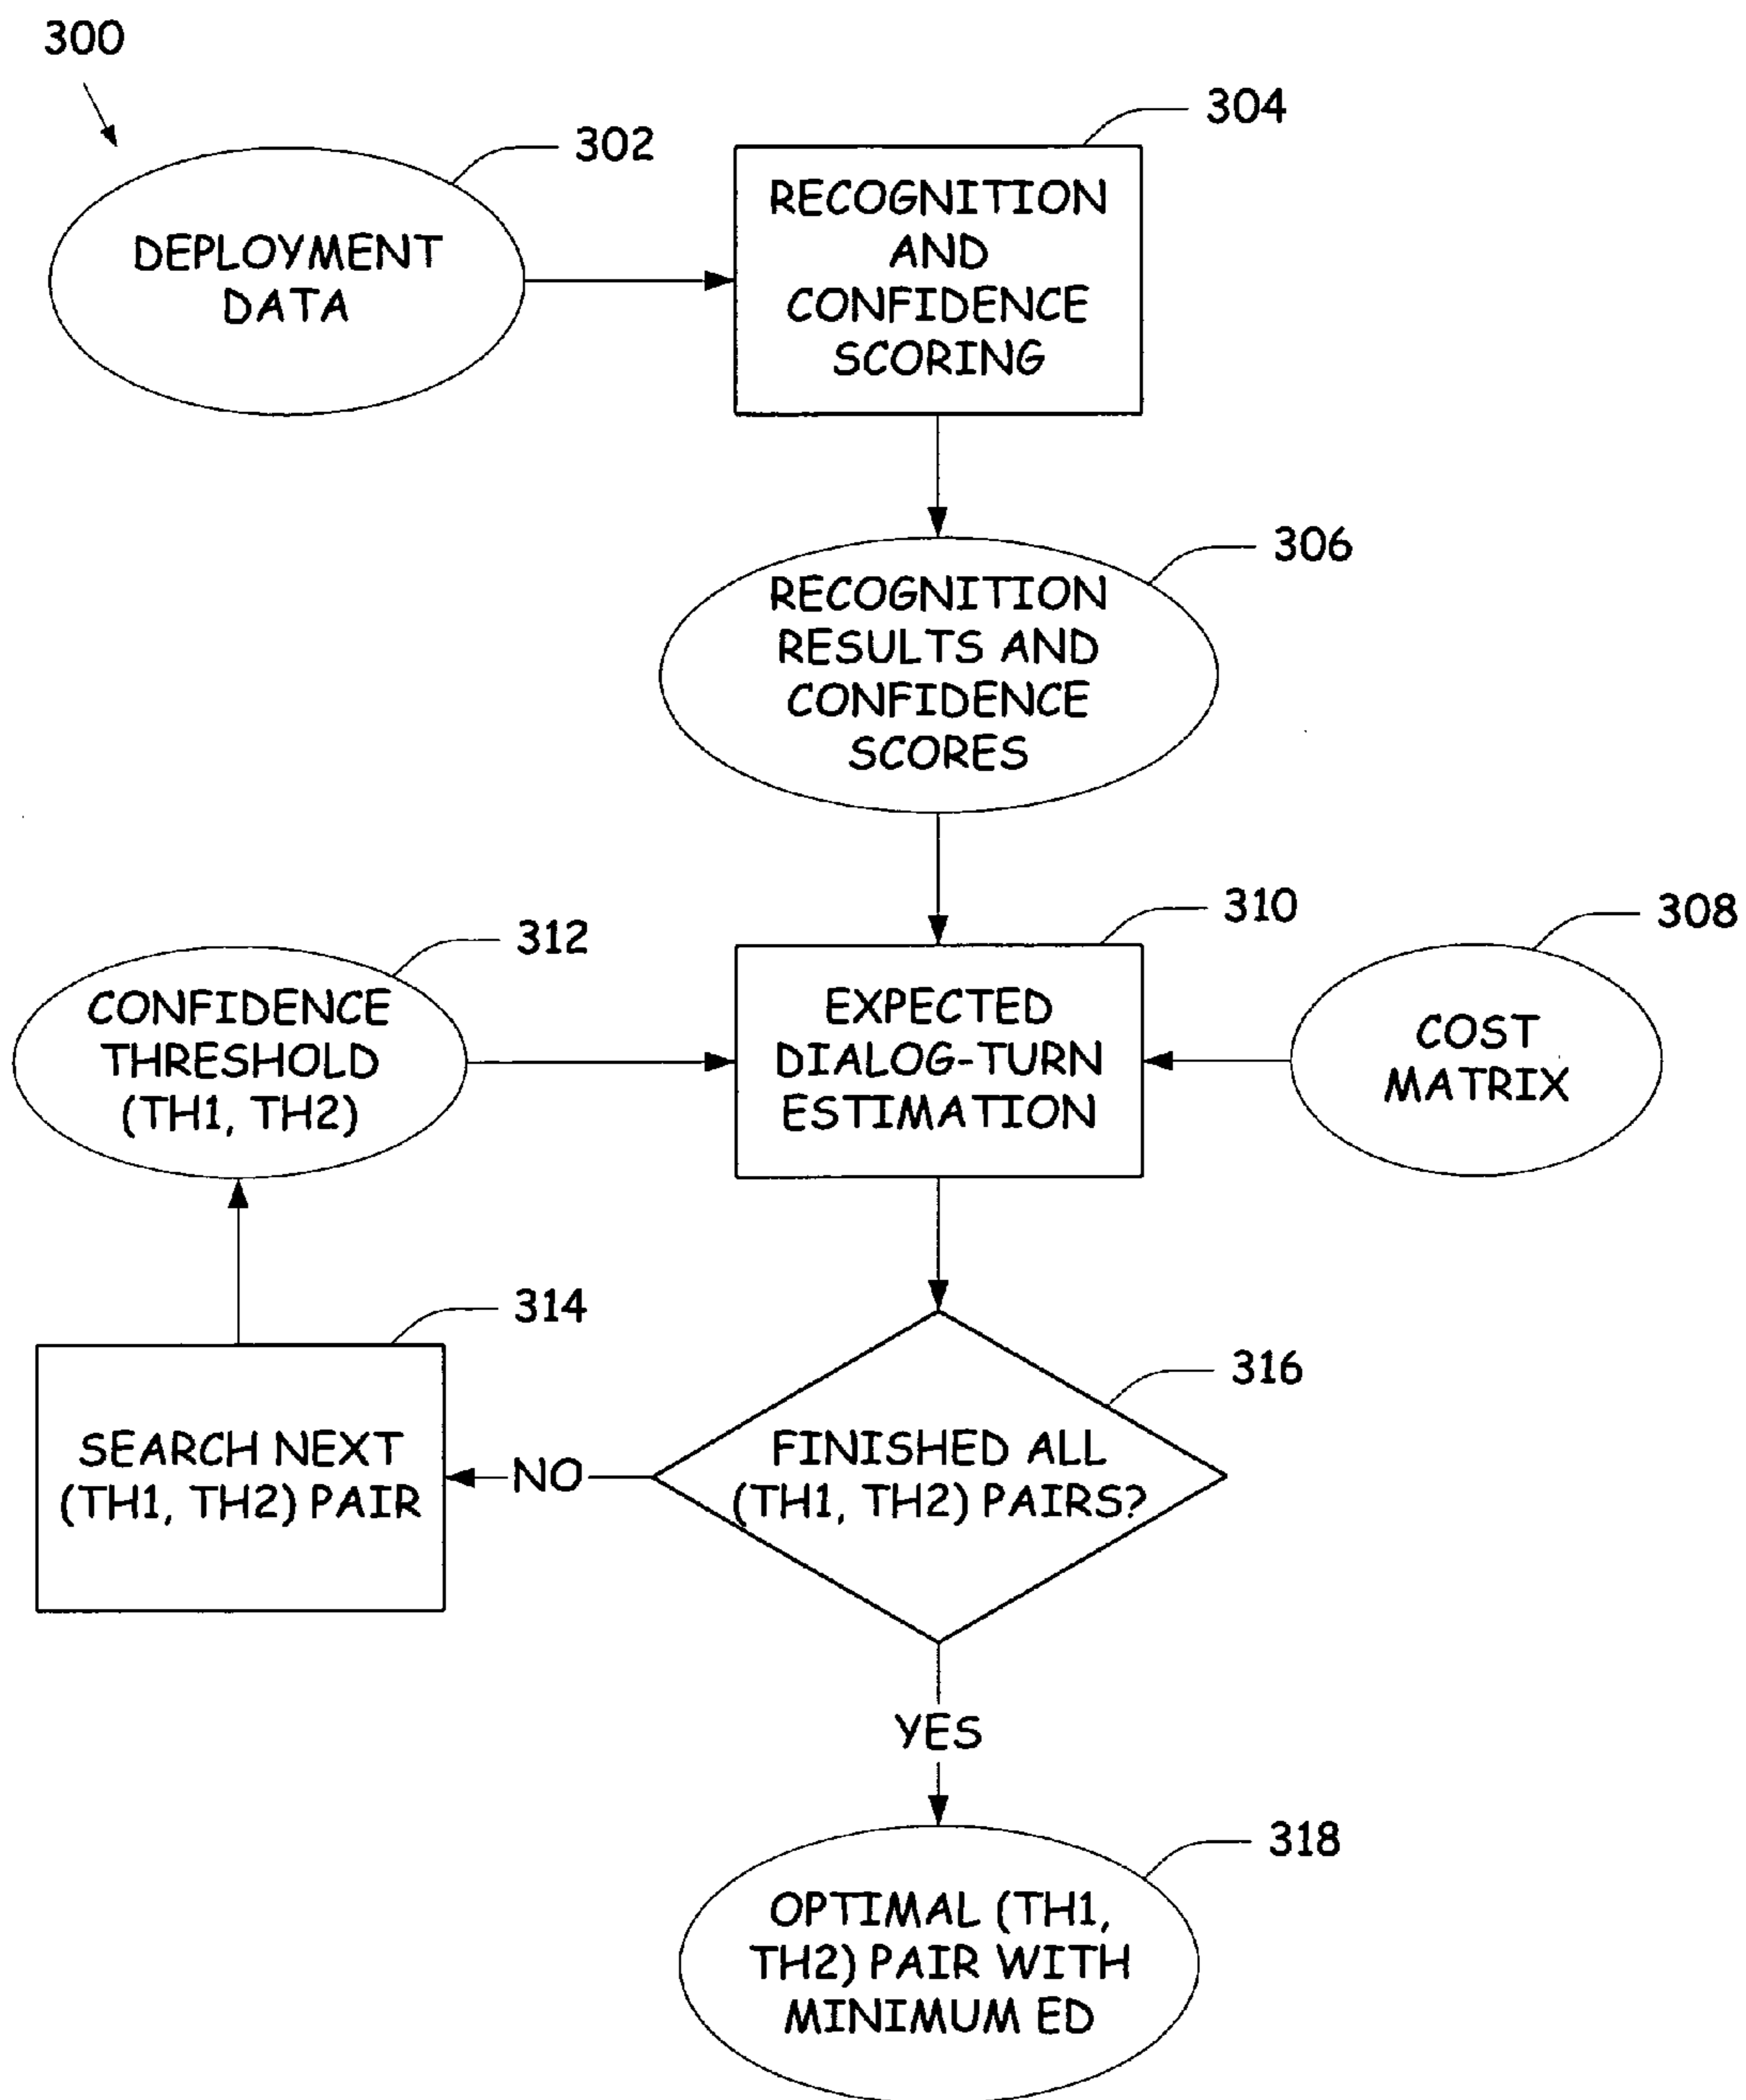 300
302
304
DEPLOYMENT
DATA
RECOGNITION
AND
CONFIDENCE
SCORING
306
RECOGNITION
RESULTS AND
CONFIDENCE
SCORES
312
310
308
CONFIDENCE
THRESHOLD
(TH1, TH2)
EXPECTED
DIALOG-TURN
ESTIMATION
COST
MATRIX
314
316
SEARCH NEXT
(TH1, TH2) PAIR
NO
FINISHED ALL
(TH1, TH2) PAIRS?
YES
318
OPTIMAL (TH1,
TH2) PAIR WITH
MINIMUM ED